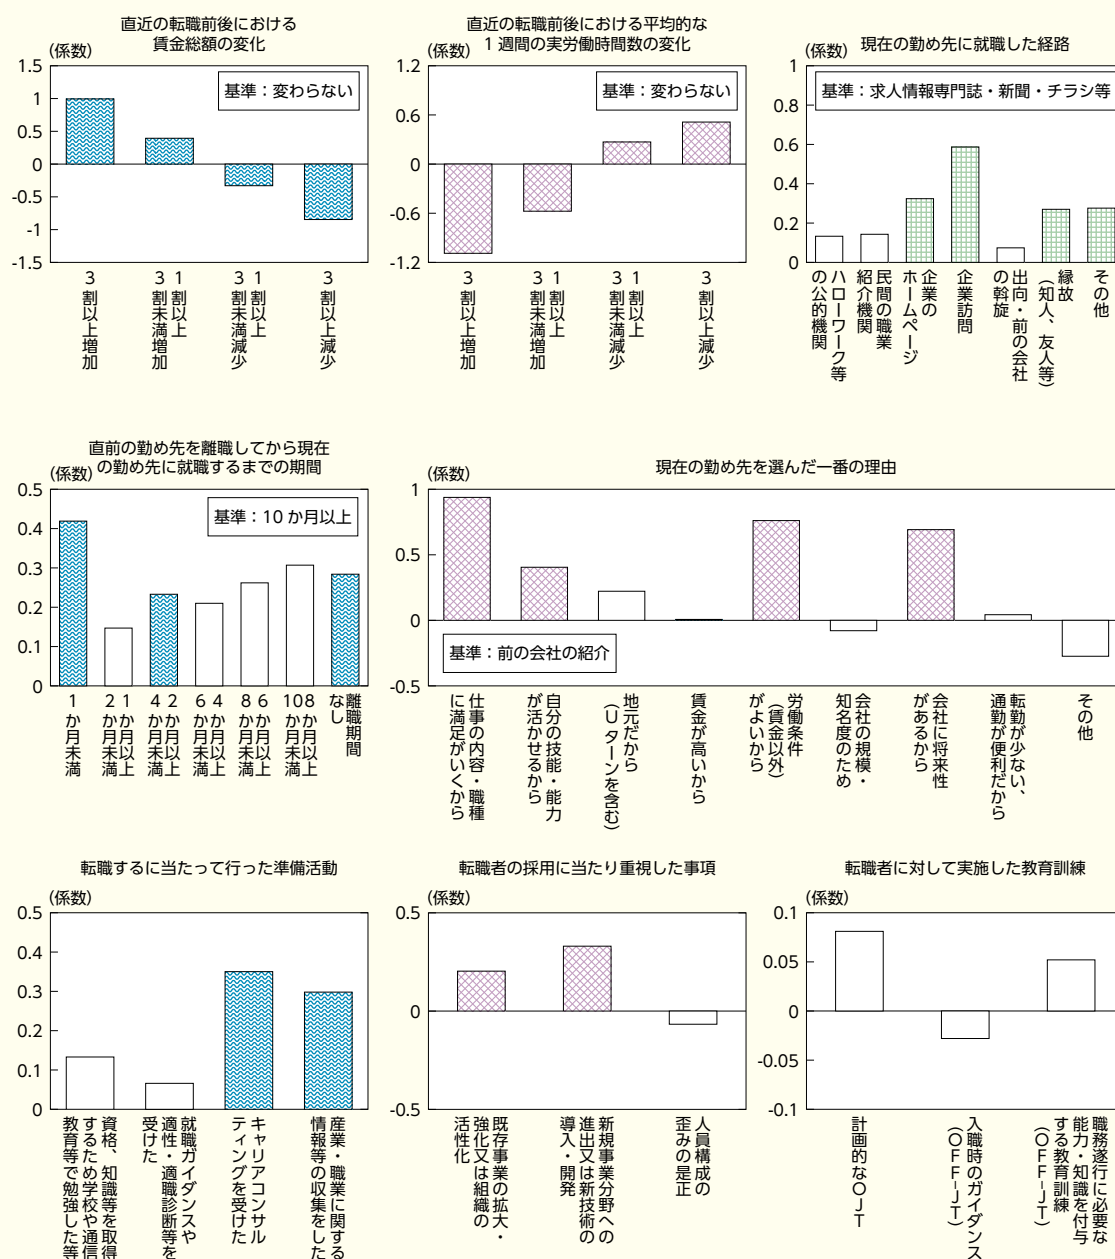 直近の転職前後における
賃金総額の変化
(係数)
1.5
1
0.5
0
-0.5
-1
-1.5
基準：変わらない
3割以上増加
1割以上
3割未満増加
1割以上
3割未満減少
3割以上減少
直近の転職前後における平均的な
1週間の実労働時間数の変化
(係数)
1.2
0.6
0
-0.6
-1.2
基準：変わらない
3割以上増加
1割以上
3割未満増加
1割以上
3割未満減少
3割以上減少
現在の勤め先に就職した経路
(係数)
1
0.8
0.6
0.4
0.2
0
基準：求人情報専門誌・新聞・チラシ等
ハローワーク等
の公的機関
民間の職業
紹介機関
企業の
ホームページ
企業訪問
出向・前の会社
の斡旋
縁故
（知人、友人等）
その他
直前の勤め先を離職してから現在
の勤め先に就職するまでの期間
(係数)
0.5
0.4
0.3
0.2
0.1
0
基準：10か月以上
1か月未満
1か月以上
2か月未満
2か月以上
4か月未満
4か月以上
6か月未満
6か月以上
8か月未満
8か月以上
10か月未満
離職期間
なし
現在の勤め先を選んだ一番の理由
(係数)
1
0.5
0
-0.5
基準：前の会社の紹介
仕事の内容・職種
に満足がいくから
自分の技能・能力
が活かせるから
地元だから
（Uターンを含む）
賃金が高いから
労働条件
（賃金以外）
がよいから
会社の規模・
知名度のため
会社に将来性
があるから
転勤が少ない、
通勤が便利だから
その他
転職するに当たって行った準備活動
(係数)
0.5
0.4
0.3
0.2
0.1
0
資格、知識等を取得
するため学校や通信
教育等で勉強した等
就職ガイダンスや
適性・適職診断等を
受けた
キャリアコンサル
ティングを受けた
産業・職業に関する
情報等の収集をした
転職者の採用に当たり重視した事項
(係数)
0.5
0
-0.5
既存事業の拡大・
強化又は組織の
活性化
新規事業分野への
進出又は新技術の
導入・開発
人員構成の
歪みの是正
転職者に対して実施した教育訓練
(係数)
0.1
0.05
0
-0.05
-0.1
計画的なOJT
入職時のガイダンス
（OFF-JT）
職務遂行に必要な
能力・知識を付与
する教育訓練
（OFF-JT）